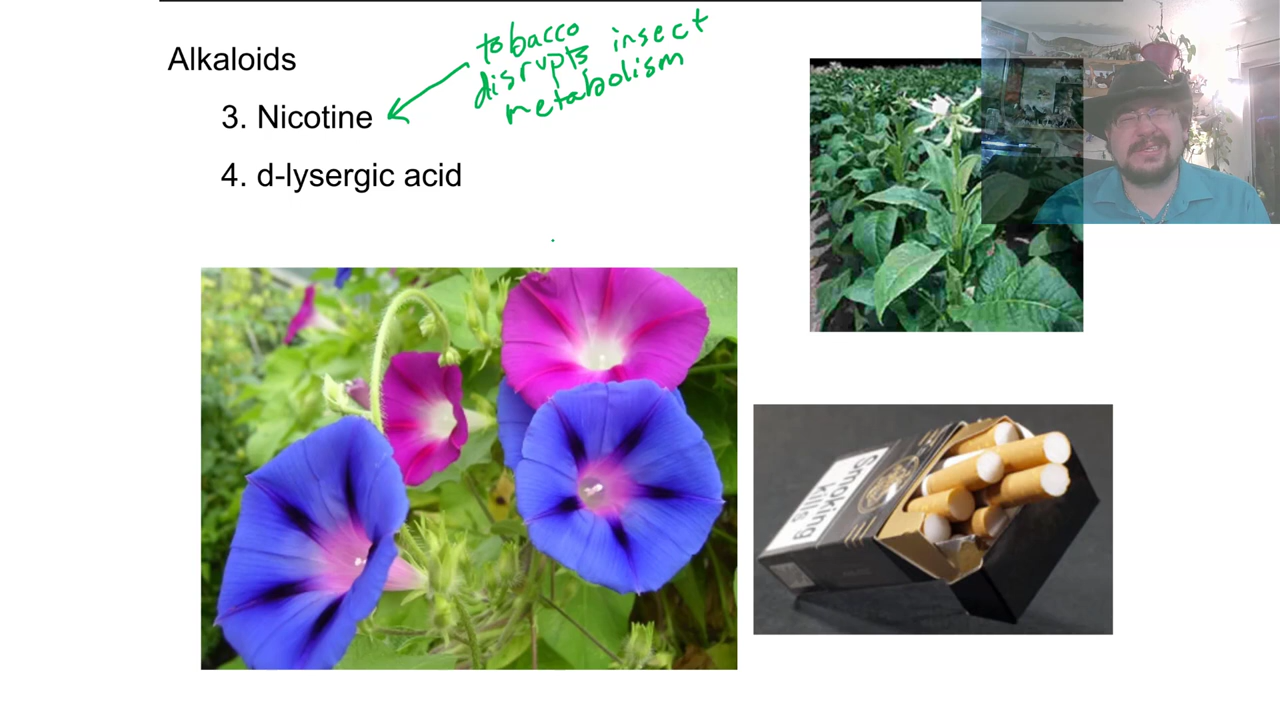 Alkaloids
tobacco
disrupts insect
metabolism
3. Nicotine
4. d-lysergic acid
Smoking
kills